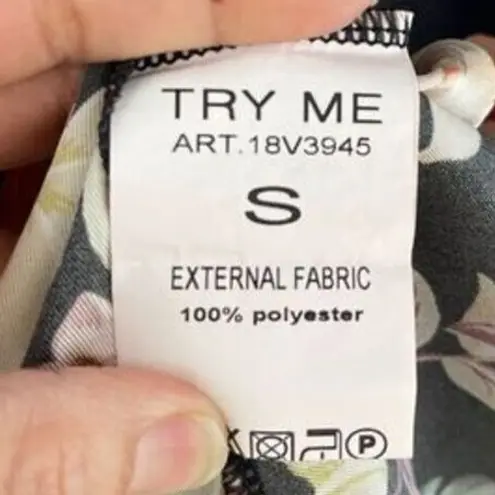 TRY ME
ART.18V3945
S
EXTERNAL FABRIC
100% polyester
P